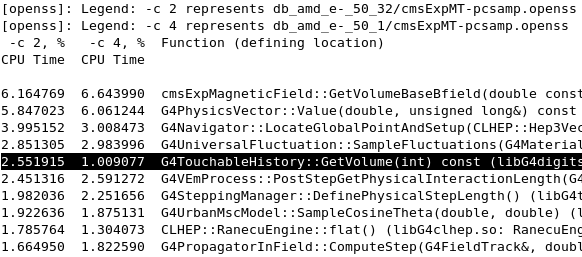 [openss]: Legend: -c 2 represents db_amd_e-_50_32/cmsExpMT-pcsamp.openss
[openss]: Legend: -c 4 represents db_amd_e-_50_1/cmsExpMT-pcsamp.openss
-c 2, % -c 4, % Function (defining location)
CPU Time CPU Time
6.164769 6.643990 cmsExpMagneticField::GetVolumeBaseBfield(double const
5.847023 6.061244 G4PhysicsVector::Value(double, unsigned long&) const
3.995152 3.008473 G4Navigator::LocateGlobalPointAndSetup(CLHEP::Hep3Vec
2.851305 2.983996 G4UniversalFluctuation::SampleFluctuations(G4Material
2.551915 1.009077 G4TouchableHistory::GetVolume(int) const (libG4digits
2.451316 2.591272 G4VEmProcess::PostStepGetPhysicalInteractionLength(G4
1.982036 2.251656 G4SteppingManager::DefinePhysicalStepLength() (libG4t
1.922636 1.875131 G4UrbanMscModel::SampleCosineTheta(double, double) (l
1.785764 1.304073 CLHEP::RanecuEngine::flat() (libG4clhep.so: RanecuEng
1.664950 1.822590 G4PropagatorInField::ComputeStep(G4FieldTrack&, doubl